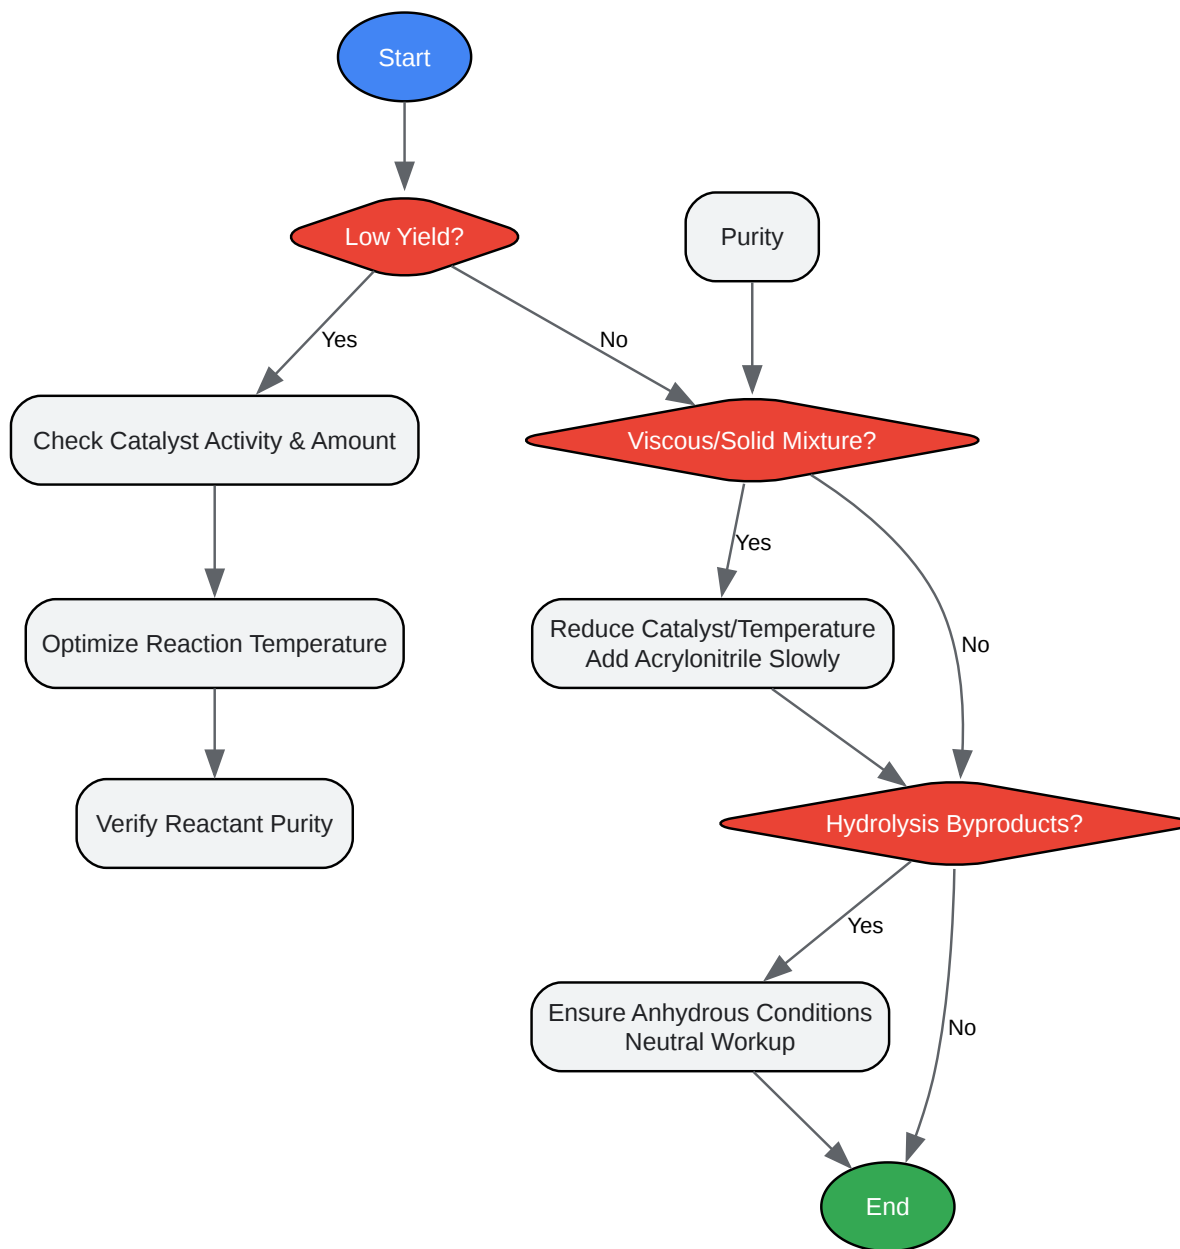 Start
Low Yield?
Purity
Yes
No
Check Catalyst Activity & Amount
Viscous/Solid Mixture?
Yes
Optimize Reaction Temperature
Reduce Catalyst/Temperature
Add Acrylonitrile Slowly
No
Verify Reactant Purity
Hydrolysis Byproducts?
Yes
Ensure Anhydrous Conditions
Neutral Workup
No
End